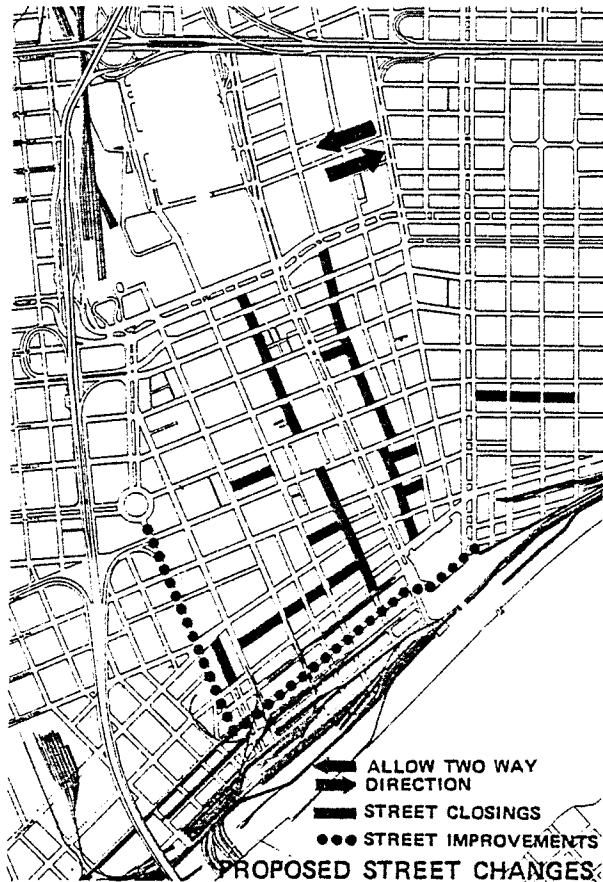 ALLOW TWO WAY
DIRECTION
STREET CLOSINGS
STREET IMPROVEMENTS
PROPOSED STREET CHANGES